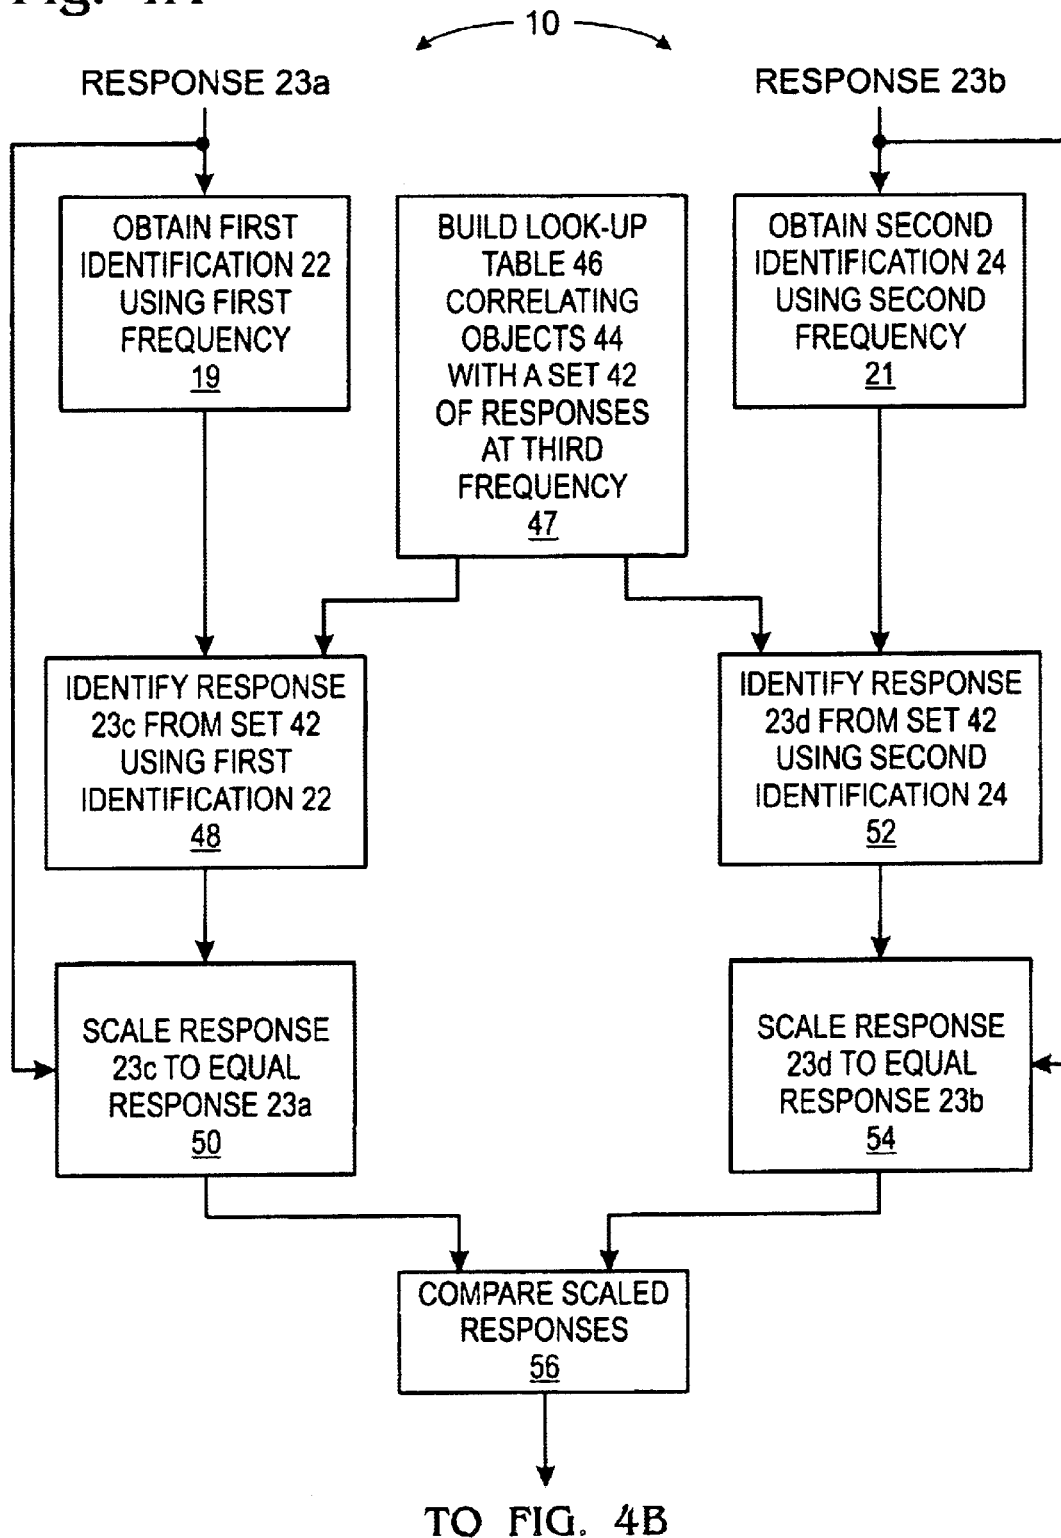 10
RESPONSE 23a
RESPONSE 23b
OBTAIN FIRST
IDENTIFICATION 22
USING FIRST
FREQUENCY
19
BUILD LOOK-UP
TABLE 46
CORRELATING
OBJECTS 44
WITH A SET 42
OF RESPONSES
AT THIRD
FREQUENCY
47
OBTAIN SECOND
IDENTIFICATION 24
USING SECOND
FREQUENCY
21
IDENTIFY RESPONSE
23c FROM SET 42
USING FIRST
IDENTIFICATION 22
48
IDENTIFY RESPONSE
23d FROM SET 42
USING SECOND
IDENTIFICATION 24
52
SCALE RESPONSE
23c TO EQUAL
RESPONSE 23a
50
SCALE RESPONSE
23d TO EQUAL
RESPONSE 23b
54
COMPARE SCALED
RESPONSES
56
TO FIG. 4B